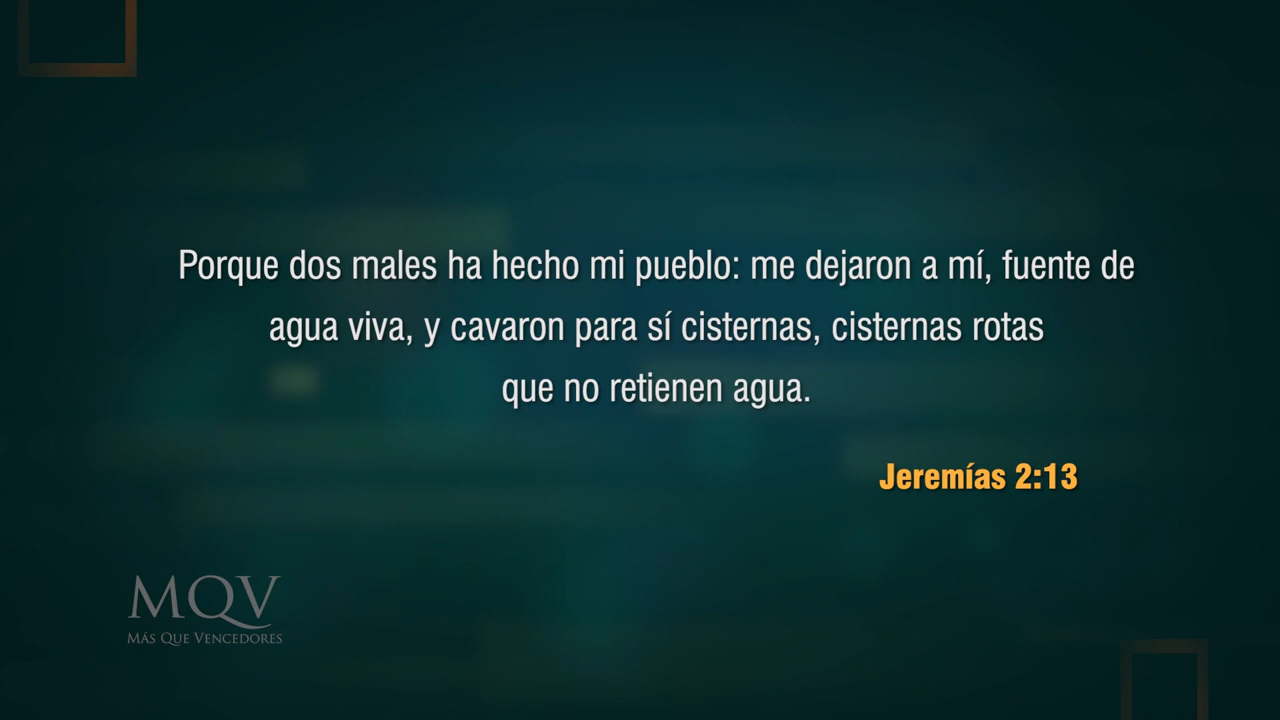 Porque dos males ha hecho mi pueblo: me dejaron a mí, fuente de
agua viva, y cavaron para sí cisternas, cisternas rotas
que no retienen agua.
Jeremías 2:13
MQV
MÁS QUE VENCEDORES